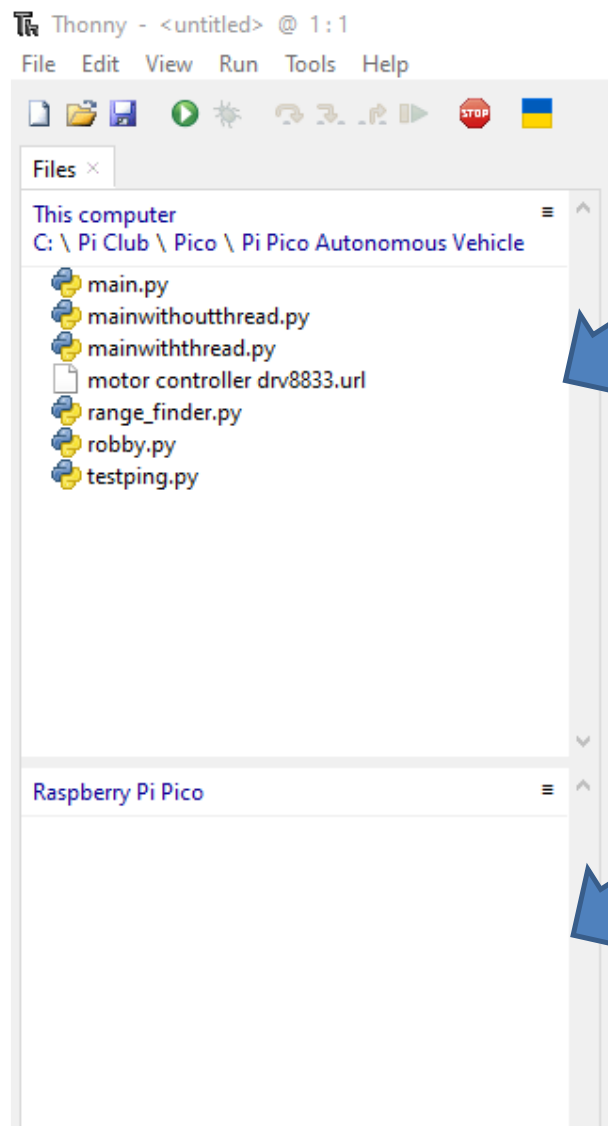 Th Thonny - <untitled> @ 1:1
File Edit View Run Tools Help
STOP
Files ×
This computer
C: \ Pi Club \ Pico \ Pi Pico Autonomous Vehicle
main.py
mainwithoutthread.py
mainwiththread.py
motor controller drv8833.url
range_finder.py
robby.py
testping.py
Raspberry Pi Pico